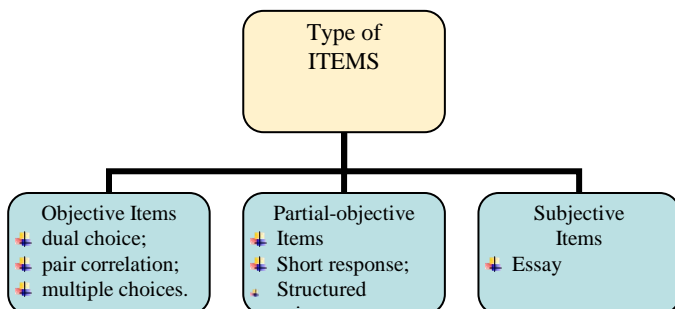 Type of
ITEMS
Objective Items
dual choice;
pair correlation;
multiple choices.
Partial-objective
Items
Short response;
Structured
Subjective
Items
Essay